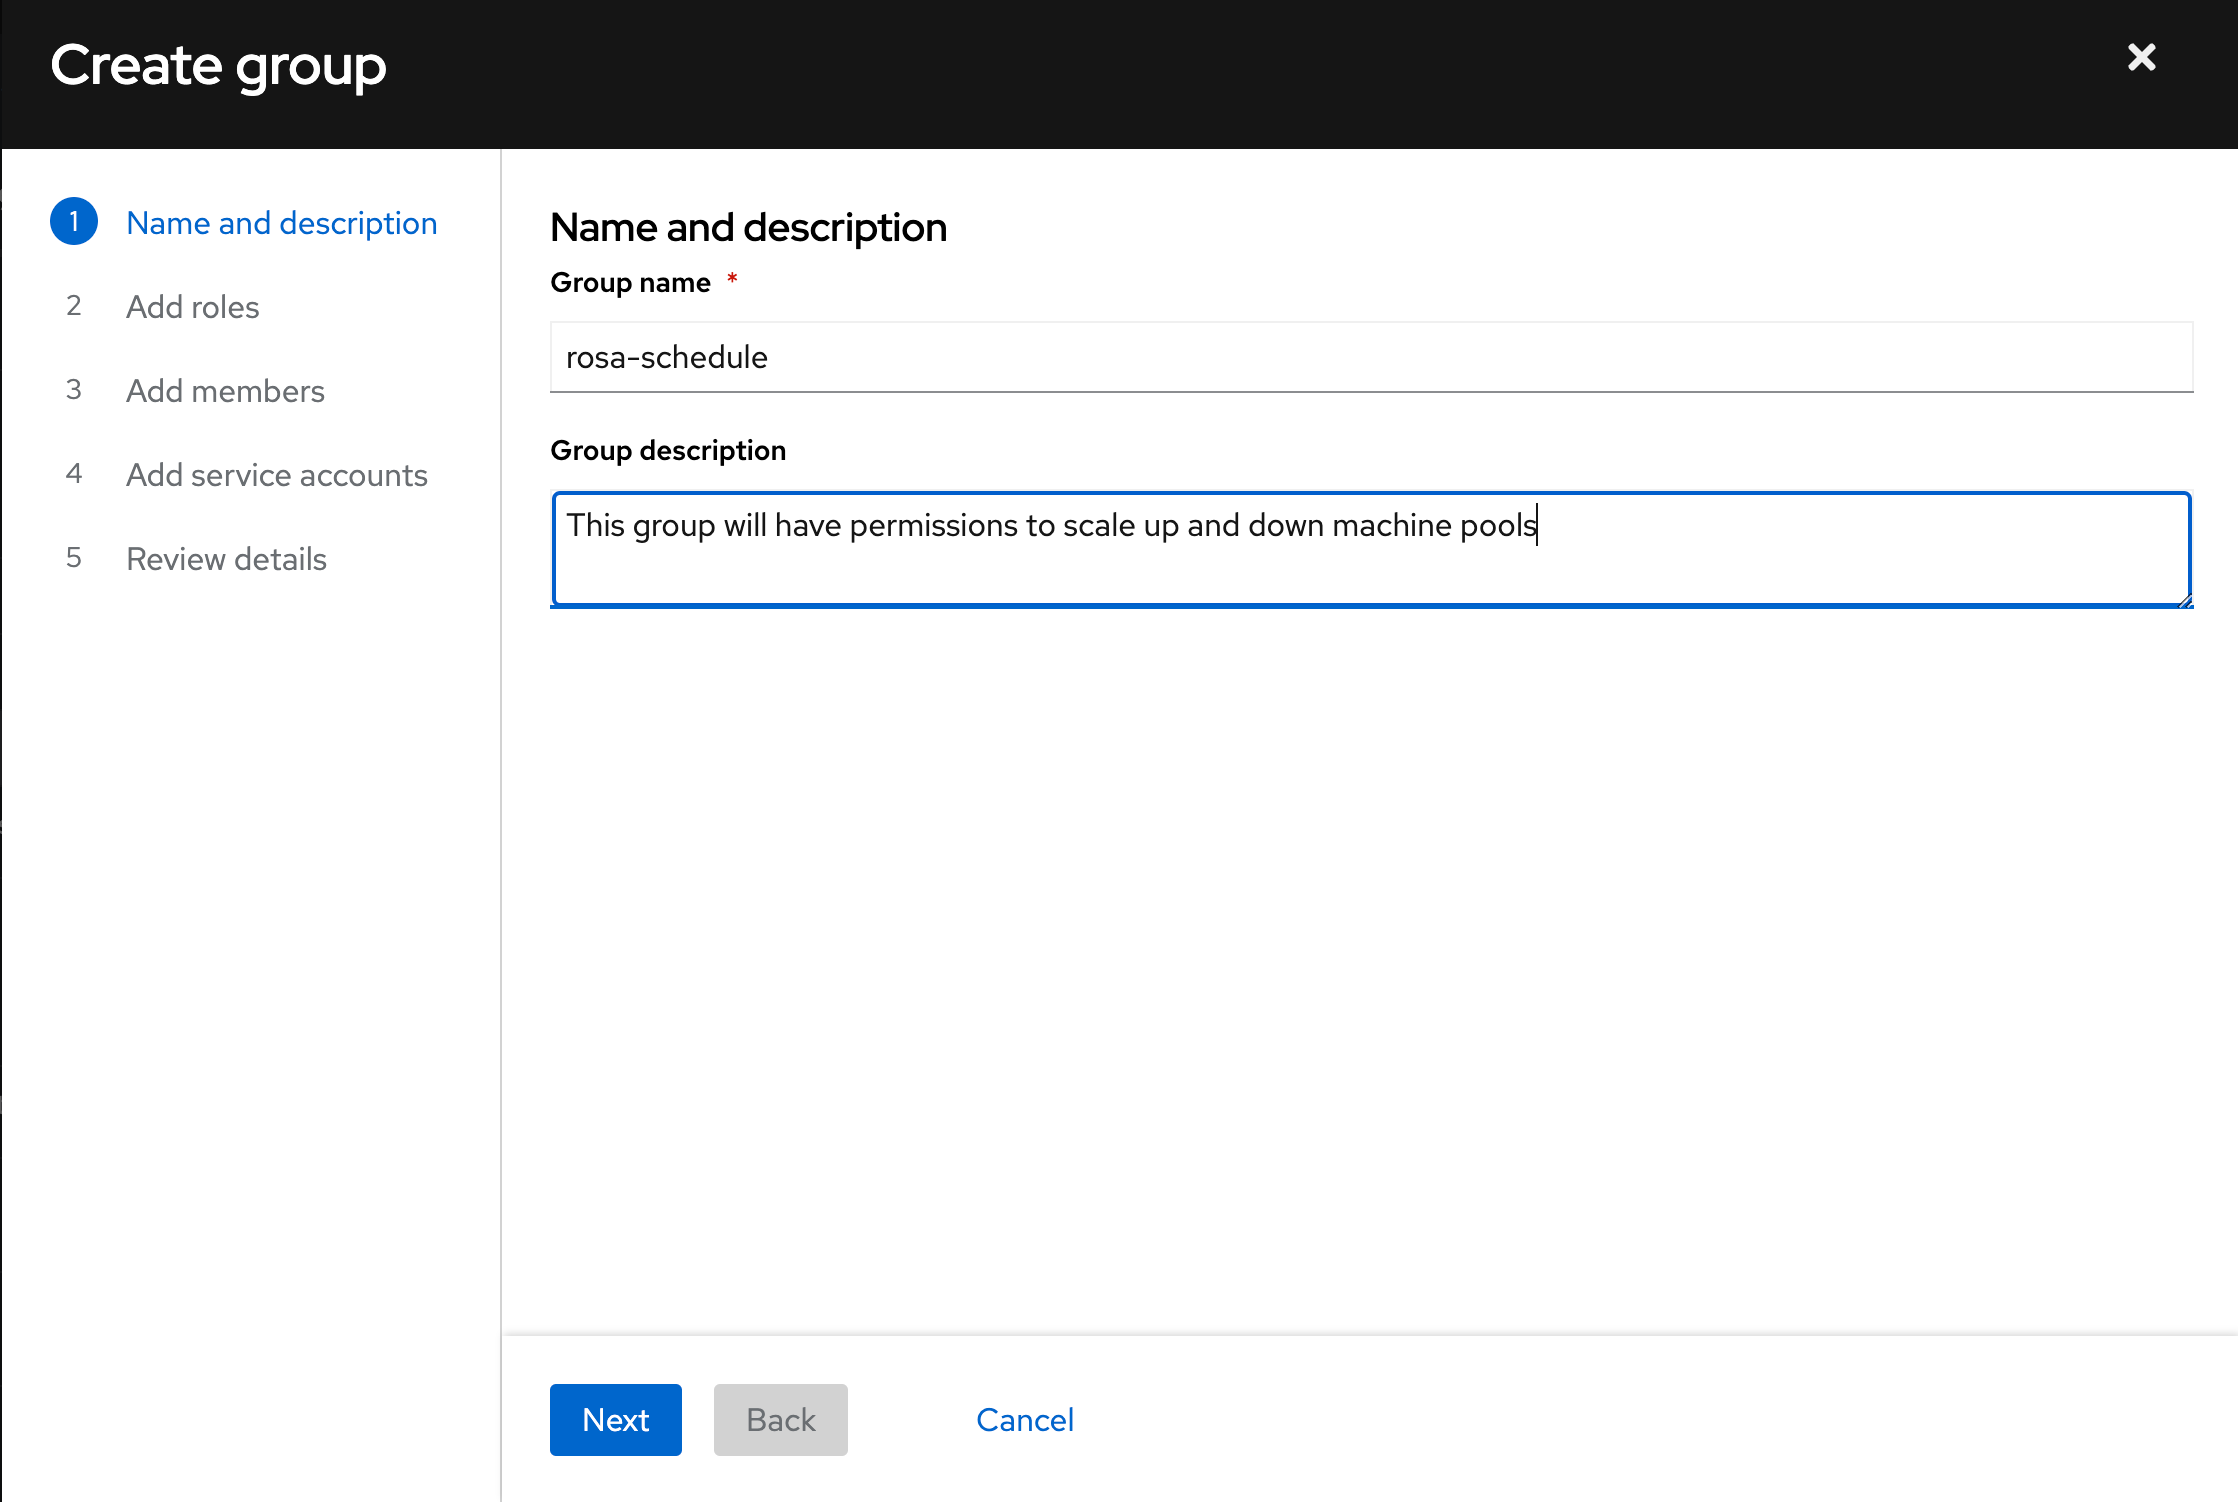 Create group
1 Name and description
2 Add roles
3 Add members
4 Add service accounts
5 Review details
Name and description
Group name *
rosa-schedule
Group description
This group will have permissions to scale up and down machine pools
Next Back Cancel